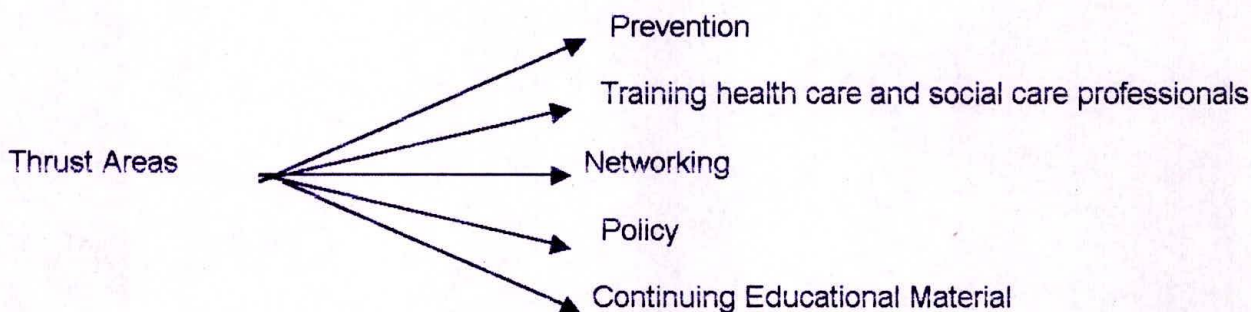 Prevention
Training health care and social care professionals
Thrust Areas
Networking
Policy
Continuing Educational Material